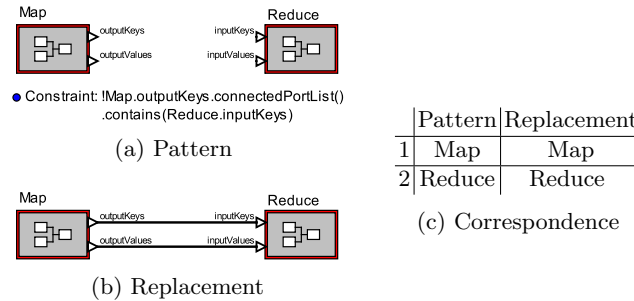 Map
Reduce
outputKeys
inputKeys
outputValues
inputValues
Constraint: !Map.outputKeys.connectedPortList()
.contains(Reduce.inputKeys)
(a) Pattern
Map
Reduce
outputKeys
inputKeys
outputValues
inputValues
(b) Replacement
Pattern Replacement
1 Map Map
2 Reduce Reduce
(c) Correspondence